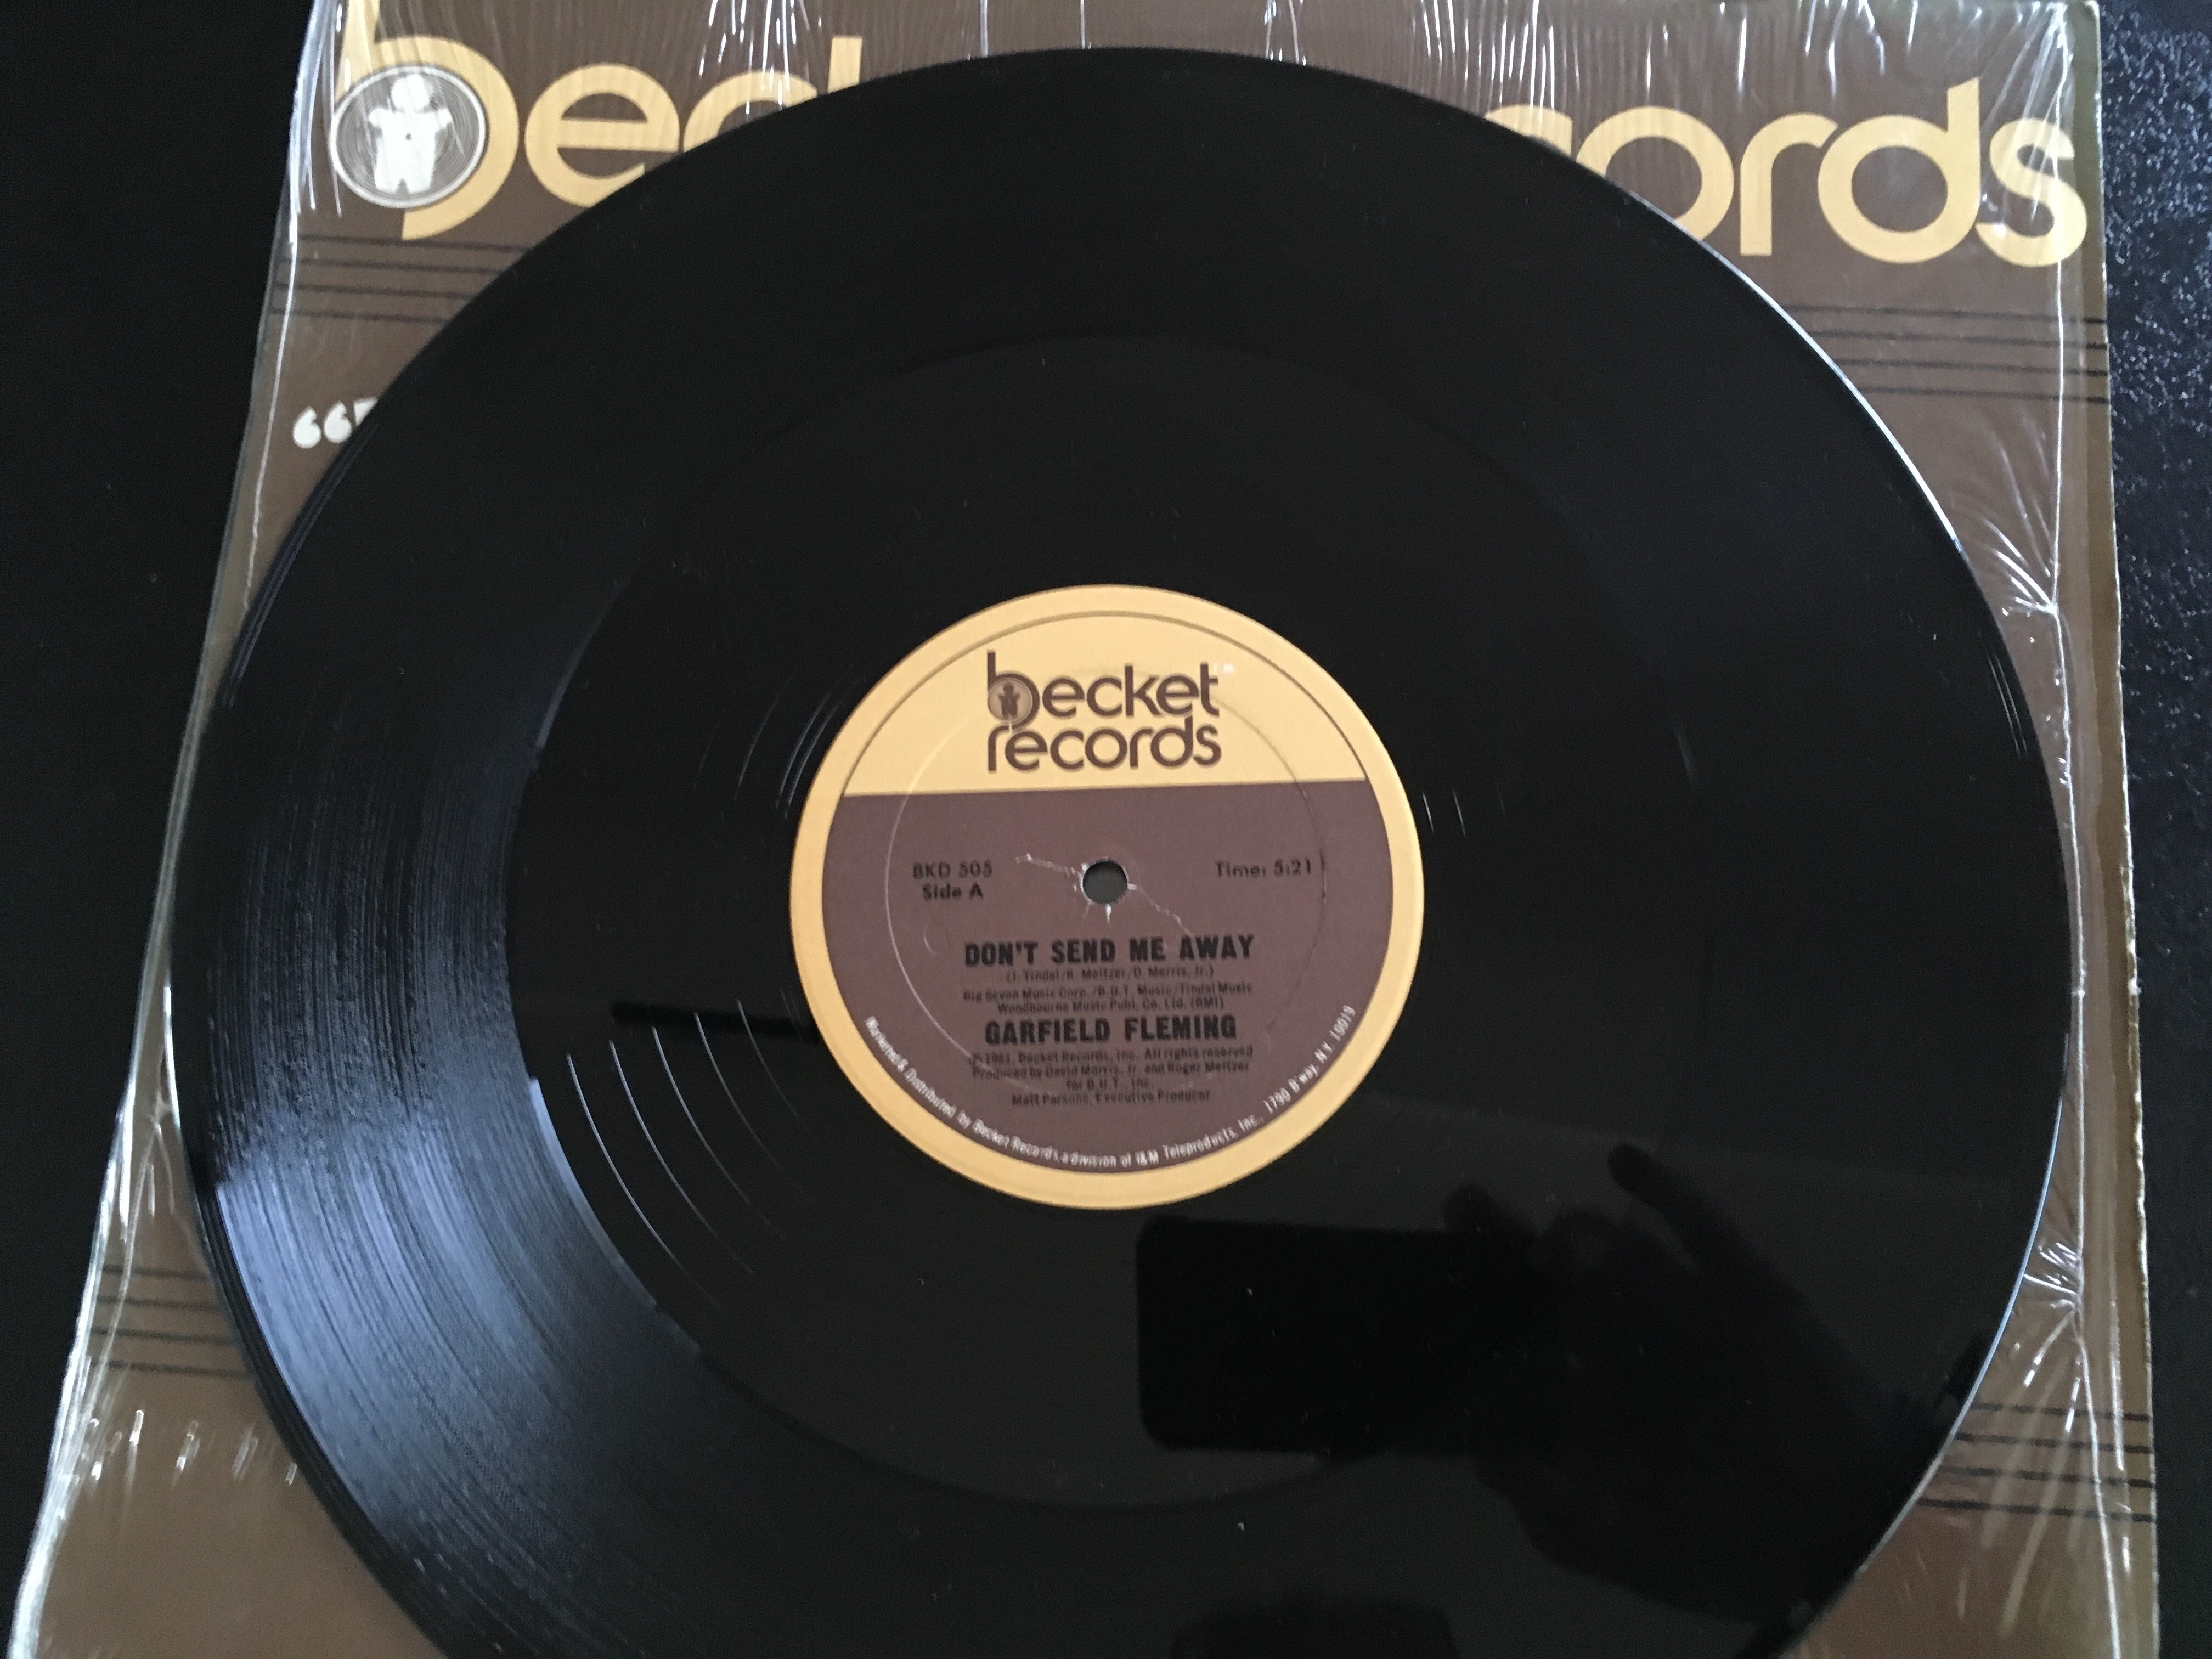 becket
records
BKD 505
Side A
Time: 5:21
DON'T SEND ME AWAY
(J. Tindal/R. Meltzer/D. Morris, Jr.)
Big Seven Music Corp./B.U.T. Music/Tindal Music
Woodbourne Music Publ. Co. Ltd. (BMI)
GARFIELD FLEMING
℗ 1981, Becket Records, Inc. All rights reserved
Produced by David Morris, Jr. and Roger Meltzer
for B.U.T., Inc.
Matt Parsons, Executive Producer
Marketed & Distributed by Becket Records a division of I&M Teleproducts, Inc., 1790 B'way, N.Y. 10019